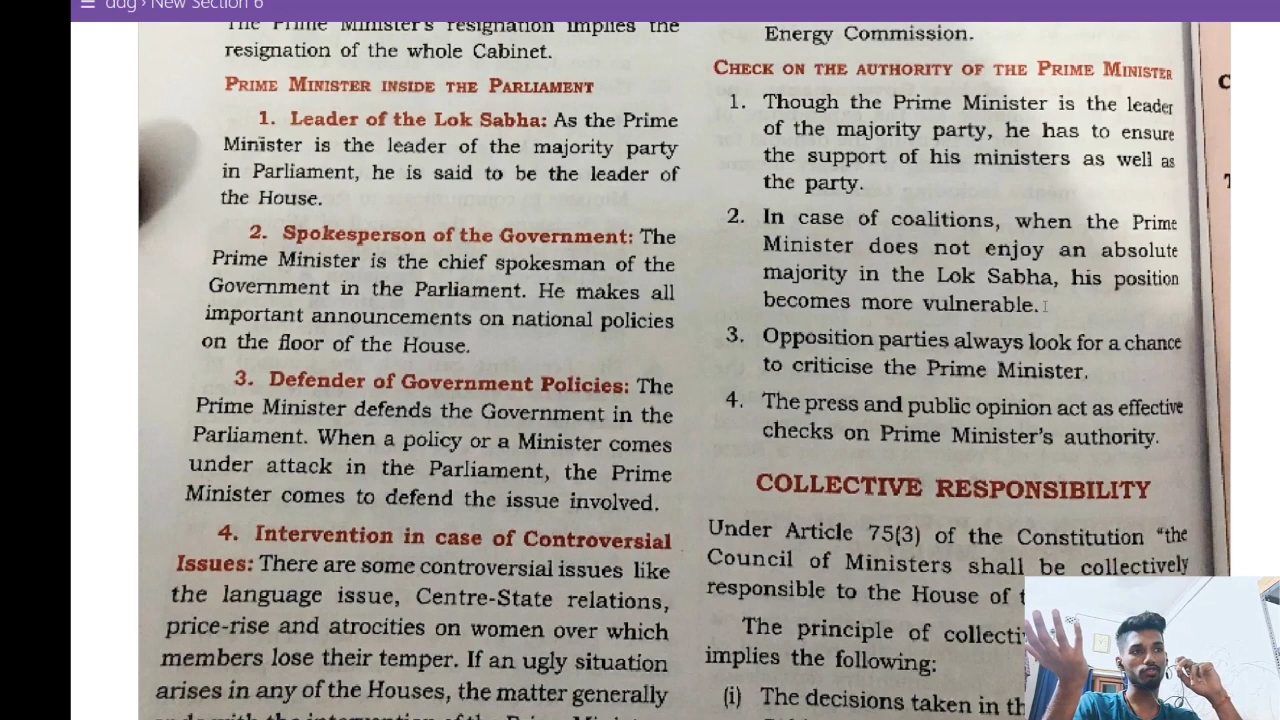 dag › New Section 6
The Prime Minister's resignation implies the
resignation of the whole Cabinet.
PRIME MINISTER INSIDE THE PARLIAMENT
1. Leader of the Lok Sabha: As the Prime
Minister is the leader of the majority party
in Parliament, he is said to be the leader of
the House.
2. Spokesperson of the Government: The
Prime Minister is the chief spokesman of the
Government in the Parliament. He makes all
important announcements on national policies
on the floor of the House.
3. Defender of Government Policies: The
Prime Minister defends the Government in the
Parliament. When a policy or a Minister comes
under attack in the Parliament, the Prime
Minister comes to defend the issue involved.
4. Intervention in case of Controversial
Issues: There are some controversial issues like
the language issue, Centre-State relations,
price-rise and atrocities on women over which
members lose their temper. If an ugly situation
arises in any of the Houses, the matter generally
ends with the intervention of the Prime
Energy Commission.
CHECK ON THE AUTHORITY OF THE PRIME MINISTER
1. Though the Prime Minister is the leader
of the majority party, he has to ensure
the support of his ministers as well as
the party.
2. In case of coalitions, when the Prime
Minister does not enjoy an absolute
majority in the Lok Sabha, his position
becomes more vulnerable.
3. Opposition parties always look for a chance
to criticise the Prime Minister.
4. The press and public opinion act as effective
checks on Prime Minister's authority.
COLLECTIVE RESPONSIBILITY
Under Article 75(3) of the Constitution "the
Council of Ministers shall be collectively
responsible to the House of
The principle of
implies the following:
(i) The decisions taken in